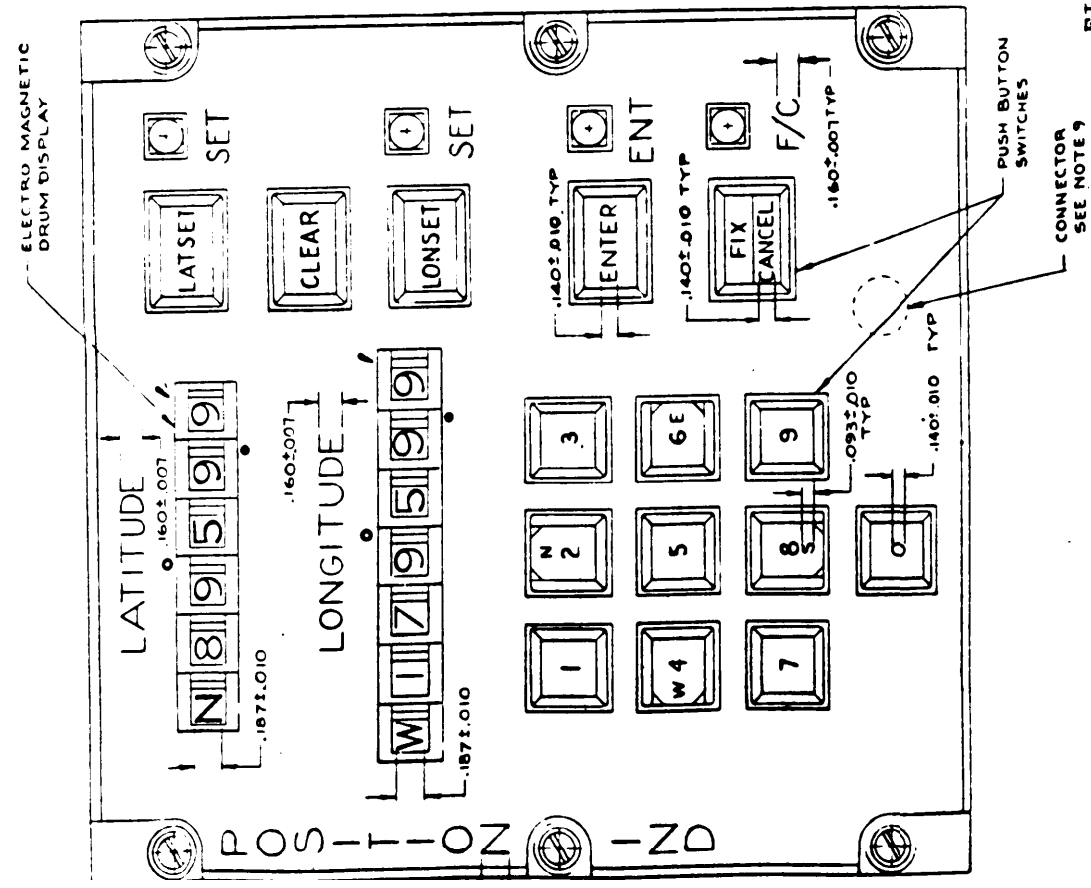 ELECTRO MAGNETIC
DRUM DISPLAY
LATITUDE
.160±.007
N 8 9 5 9 9
.187±.010
LATSET
SET
CLEAR
LONGITUDE
.160±.007
W 1 7 9 5 9 9
.187±.010
LONSET
SET
POSITION IND
1
N
2
3
W 4
5
6 E
7
8
S
9
0
.093±.010
TYP
.140±.010 TYP
.140±.010 TYP
ENTER
ENT
.140±.010 TYP
FIX
CANCEL
F/C
.160±.007 TYP
PUSH BUTTON
SWITCHES
CONNECTOR
SEE NOTE 9